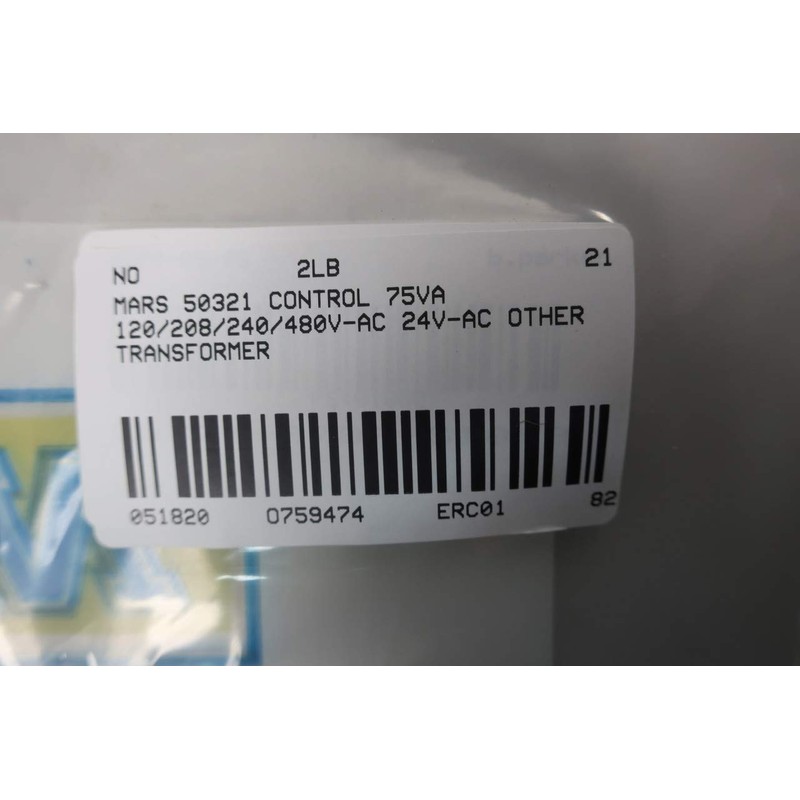 NO 2LB 21
MARS 50321 CONTROL 75VA
120/208/240/480V-AC 24V-AC OTHER
TRANSFORMER
051820 0759474 ERC01 82